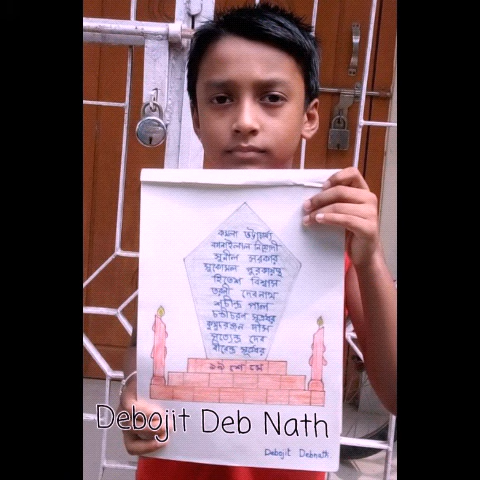 কমলা ভট্টাচার্য্য
কানাইলাল নিয়োগী
সুনীল সরকার
সুকোমল পুরকায়স্থ
হিতেশ বিশ্বাস
তরণী দেবনাথ
শচীন্দ্র পাল
চন্ডীচরণ সূত্রধর
কুমুদরঞ্জন দাস
সত্যেন্দ্র দেব
বীরেন্দ্র সূত্রধর
১৯ শে মে
Debojit Deb Nath
Debojit Debnath